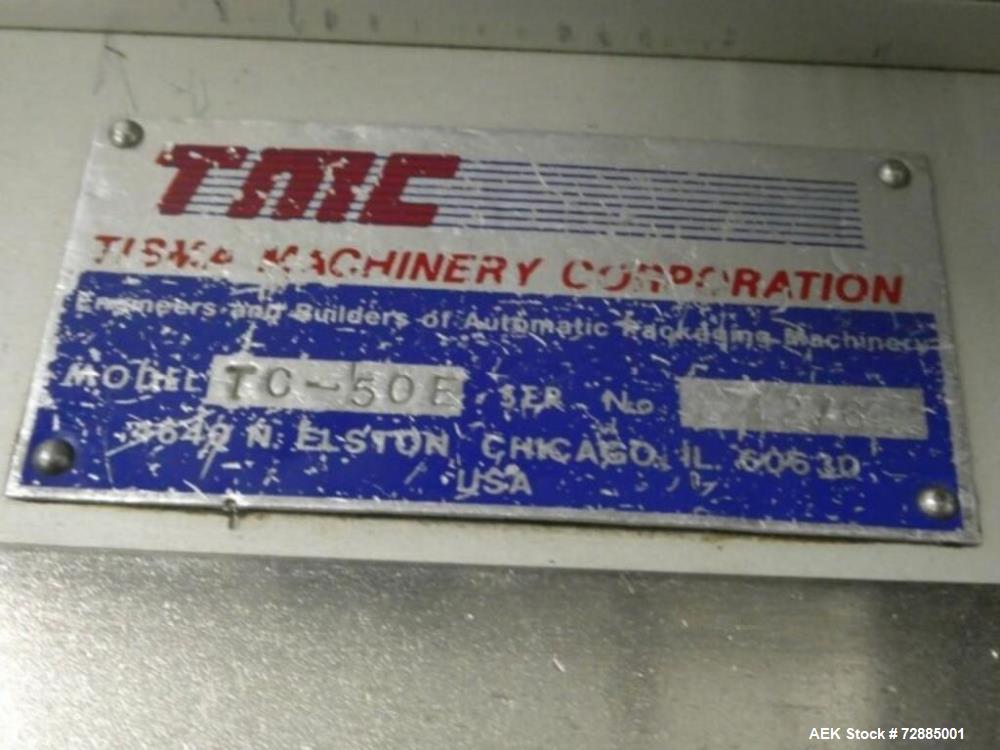 TMC
TISMA MACHINERY CORPORATION
Engineers and Builders of Automatic Packaging Machinery
MODEL TC-50E SER. No.
N. ELSTON, CHICAGO, IL. 60630
USA
AEK Stock # 72885001